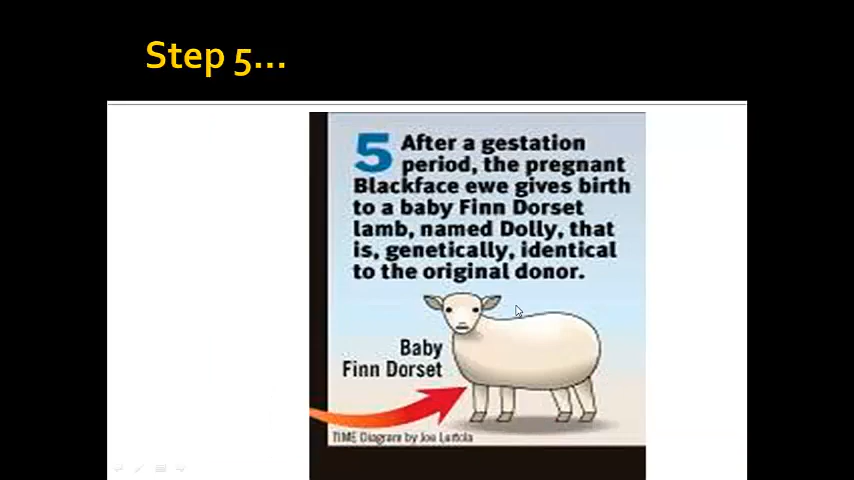 Step 5...
5 After a gestation
period, the pregnant
Blackface ewe gives birth
to a baby Finn Dorset
lamb, named Dolly, that
is, genetically, identical
to the original donor.
Baby
Finn Dorset
TIME Diagram by Joe Lertola